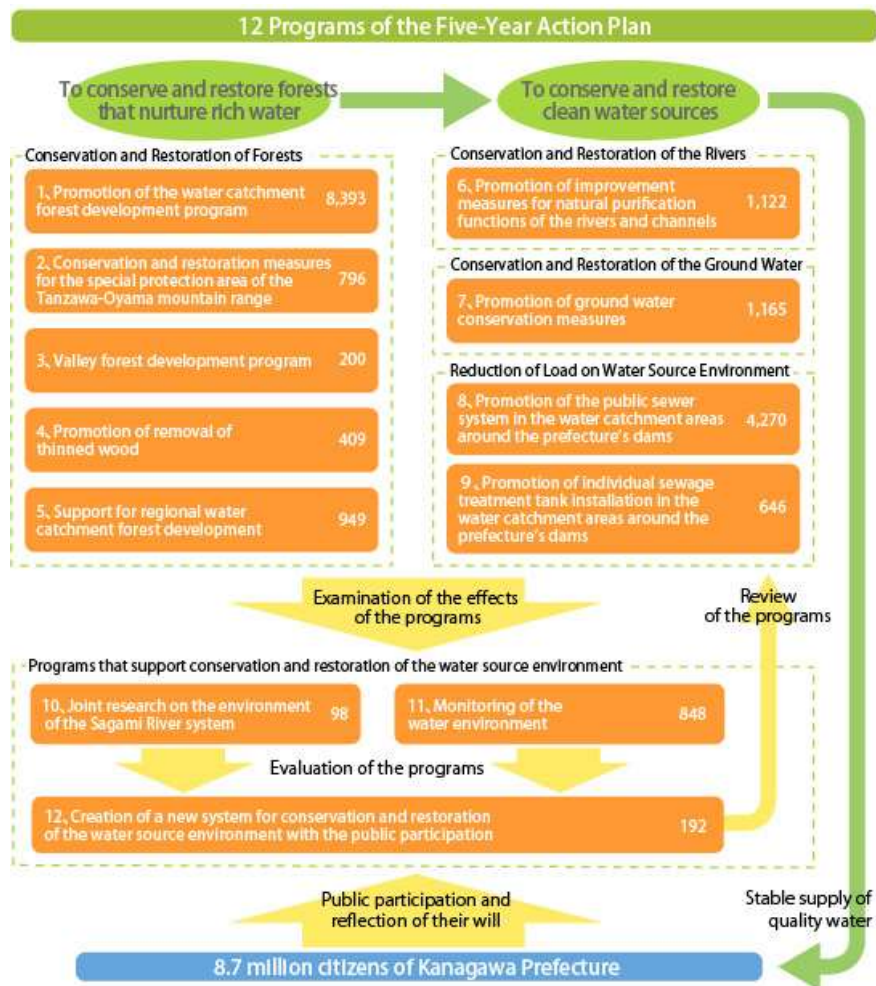 12 Programs of the Five-Year Action Plan
To conserve and restore forests
that nurture rich water
To conserve and restore
clean water sources
Conservation and Restoration of Forests
1、Promotion of the water catchment
forest development program
8,393
2、Conservation and restoration measures
for the special protection area of the
Tanzawa-Oyama mountain range
796
3、Valley forest development program
200
4、Promotion of removal of
thinned wood
409
5、Support for regional water
catchment forest development
949
Conservation and Restoration of the Rivers
6、Promotion of improvement
measures for natural purification
functions of the rivers and channels
1,122
Conservation and Restoration of the Ground Water
7、Promotion of ground water
conservation measures
1,165
Reduction of Load on Water Source Environment
8、Promotion of the public sewer
system in the water catchment areas
around the prefecture's dams
4,270
9、Promotion of individual sewage
treatment tank installation in the
water catchment areas around the
prefecture's dams
646
Examination of the effects
of the programs
Review
of the programs
Programs that support conservation and restoration of the water source environment
10、Joint research on the environment
of the Sagami River system
98
11、Monitoring of the
water environment
848
Evaluation of the programs
12、Creation of a new system for conservation and restoration
of the water source environment with the public participation
192
Public participation and
reflection of their will
Stable supply of
quality water
8.7 million citizens of Kanagawa Prefecture